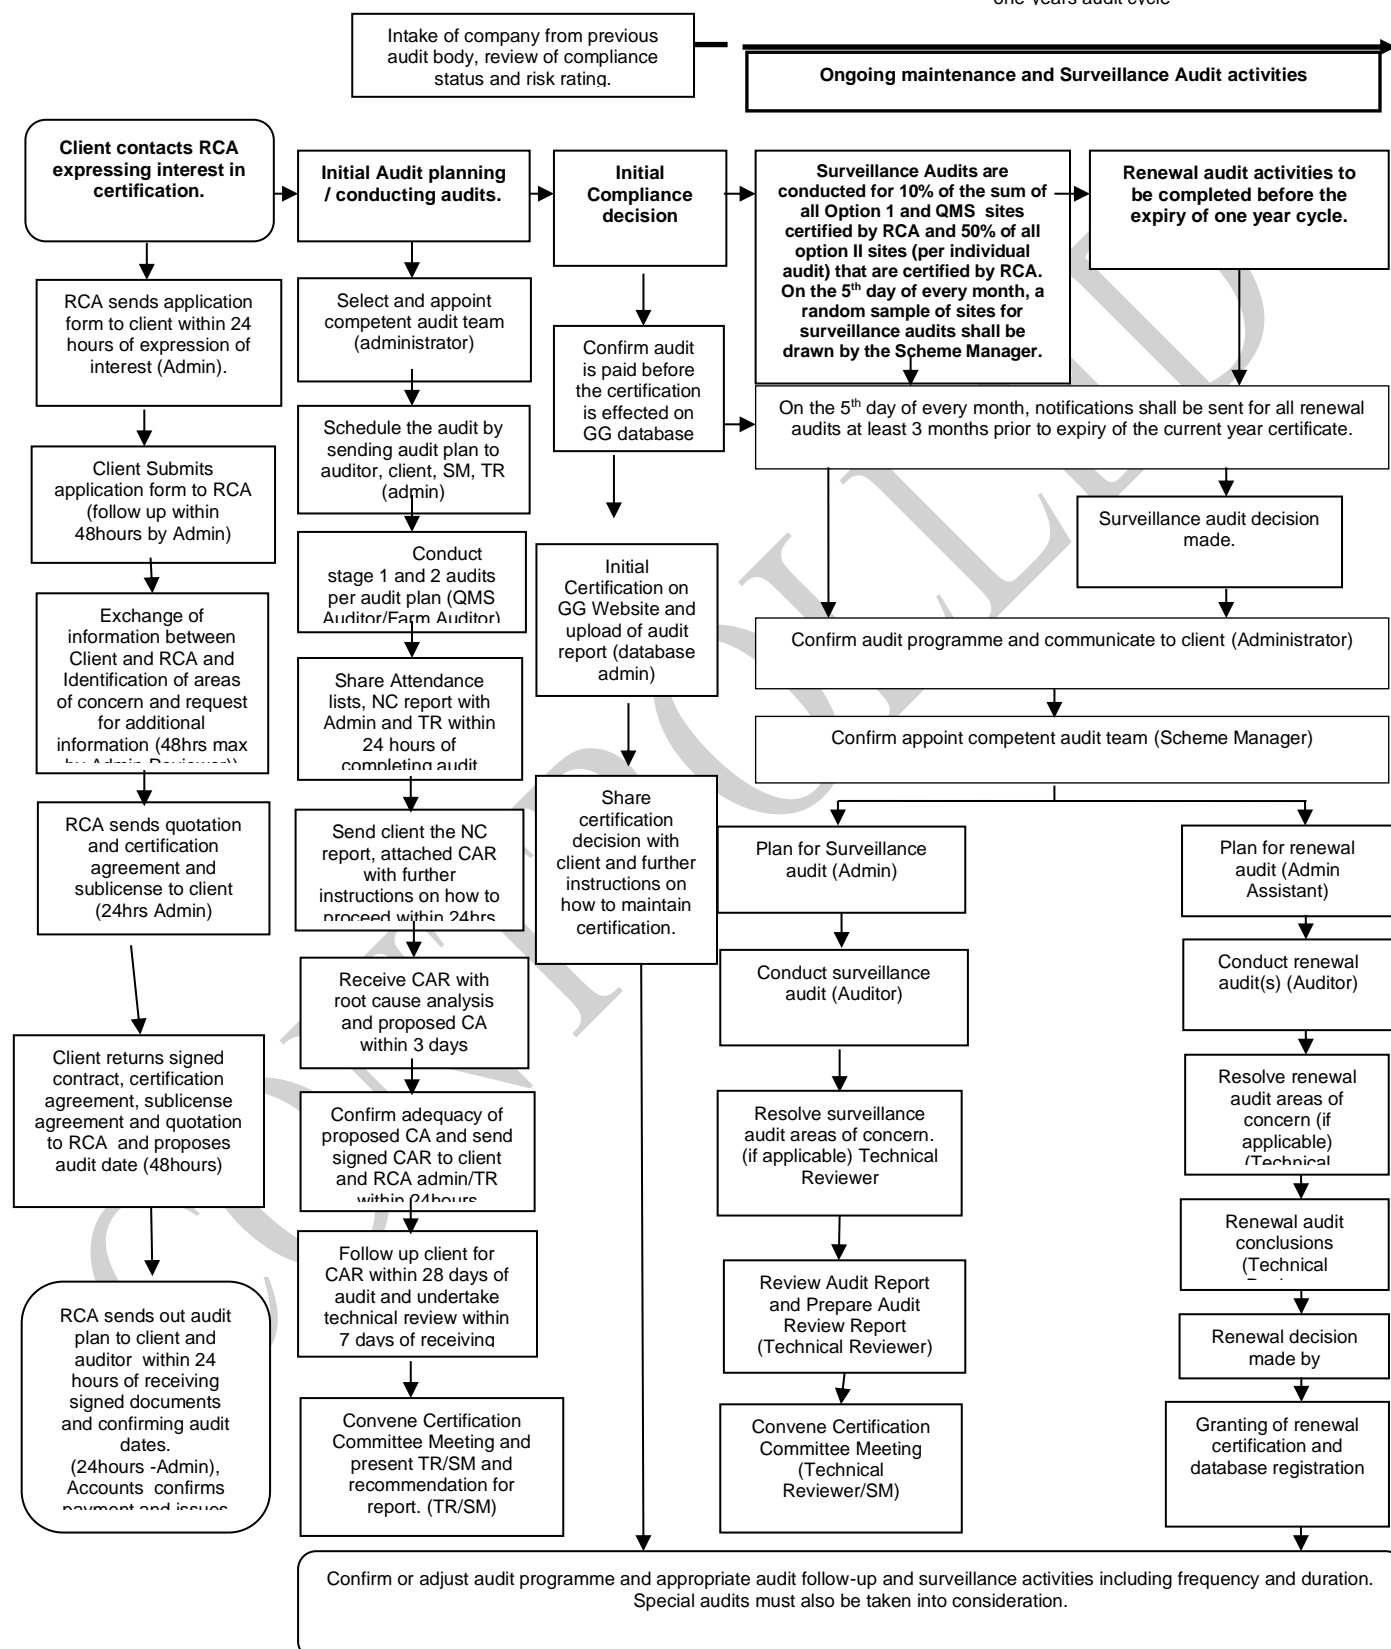 one-years audit cycle
Intake of company from previous
audit body, review of compliance
status and risk rating.
Ongoing maintenance and Surveillance Audit activities
Client contacts RCA
expressing interest in
certification.
RCA sends application
form to client within 24
hours of expression of
interest (Admin).
Client Submits
application form to RCA
(follow up within
48hours by Admin)
Exchange of
information between
Client and RCA and
Identification of areas
of concern and request
for additional
information (48hrs max
by Admin Reviewer))
RCA sends quotation
and certification
agreement and
sublicense to client
(24hrs Admin)
Client returns signed
contract, certification
agreement, sublicense
agreement and quotation
to RCA and proposes
audit date (48hours)
RCA sends out audit
plan to client and
auditor within 24
hours of receiving
signed documents
and confirming audit
dates.
(24hours -Admin),
Accounts confirms
payment and issues
Initial Audit planning
/ conducting audits.
Select and appoint
competent audit team
(administrator)
Schedule the audit by
sending audit plan to
auditor, client, SM, TR
(admin)
Conduct
stage 1 and 2 audits
per audit plan (QMS
Auditor/Farm Auditor)
Share Attendance
lists, NC report with
Admin and TR within
24 hours of
completing audit
Send client the NC
report, attached CAR
with further
instructions on how to
proceed within 24hrs
Receive CAR with
root cause analysis
and proposed CA
within 3 days
Confirm adequacy of
proposed CA and send
signed CAR to client
and RCA admin/TR
within 24hours
Follow up client for
CAR within 28 days of
audit and undertake
technical review within
7 days of receiving
Convene Certification
Committee Meeting and
present TR/SM and
recommendation for
report. (TR/SM)
Initial
Compliance
decision
Confirm audit
is paid before
the certification
is effected on
GG database
Initial
Certification on
GG Website and
upload of audit
report (database
admin)
Share
certification
decision with
client and further
instructions on
how to maintain
certification.
Surveillance Audits are
conducted for 10% of the sum of
all Option 1 and QMS sites
certified by RCA and 50% of all
option II sites (per individual
audit) that are certified by RCA.
On the 5th day of every month, a
random sample of sites for
surveillance audits shall be
drawn by the Scheme Manager.
Renewal audit activities to
be completed before the
expiry of one year cycle.
On the 5th day of every month, notifications shall be sent for all renewal
audits at least 3 months prior to expiry of the current year certificate.
Surveillance audit decision
made.
Confirm audit programme and communicate to client (Administrator)
Confirm appoint competent audit team (Scheme Manager)
Plan for Surveillance
audit (Admin)
Conduct surveillance
audit (Auditor)
Resolve surveillance
audit areas of concern.
(if applicable) Technical
Reviewer
Review Audit Report
and Prepare Audit
Review Report
(Technical Reviewer)
Convene Certification
Committee Meeting
(Technical
Reviewer/SM)
Plan for renewal
audit (Admin
Assistant)
Conduct renewal
audit(s) (Auditor)
Resolve renewal
audit areas of
concern (if
applicable)
(Technical
Renewal audit
conclusions
(Technical
Renewal decision
made by
Granting of renewal
certification and
database registration
Confirm or adjust audit programme and appropriate audit follow-up and surveillance activities including frequency and duration.
Special audits must also be taken into consideration.